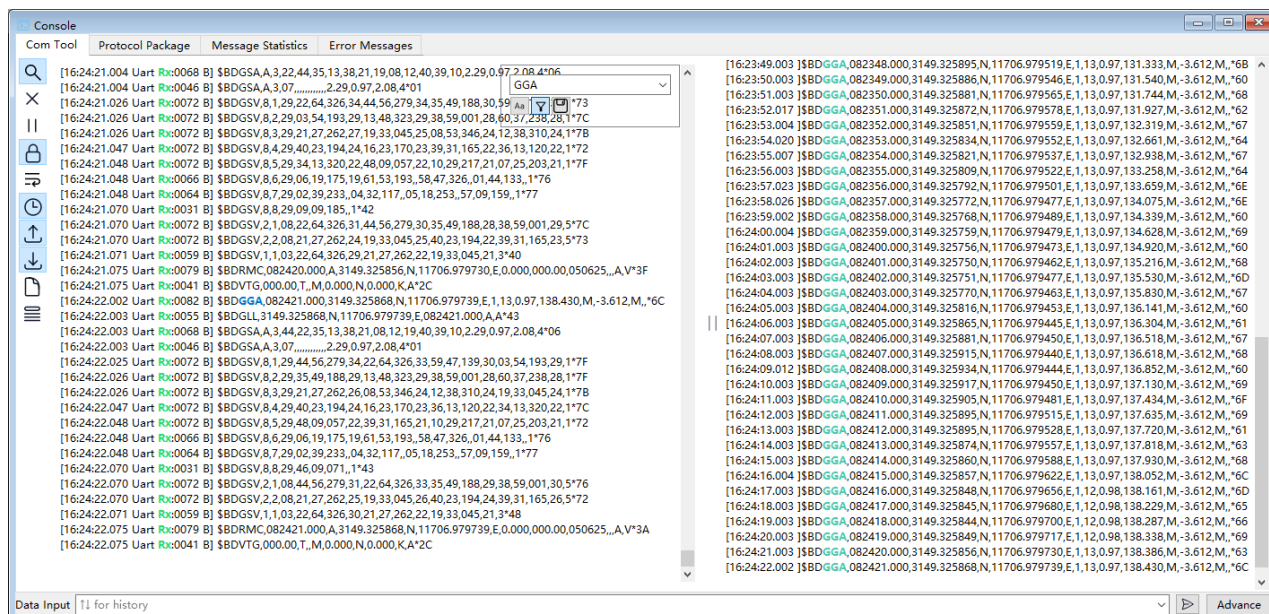 Console
Com Tool
Protocol Package
Message Statistics
Error Messages
GGA
Aa
[16:24:21.004 Uart Rx:0068 B] $BDGSA,A,3,22,44,35,13,38,21,19,08,12,40,39,10,2.29,0.97,2.08,4*06
[16:24:21.004 Uart Rx:0046 B] $BDGSA,A,3,07,,,,,,,,,,,,2.29,0.97,2.08,4*01
[16:24:21.026 Uart Rx:0072 B] $BDGSV,8,1,29,22,64,326,34,44,56,279,34,35,49,188,30,59 *73
[16:24:21.026 Uart Rx:0072 B] $BDGSV,8,2,29,03,54,193,29,13,48,323,29,38,59,001,28,60,37,238,28,1*7C
[16:24:21.026 Uart Rx:0072 B] $BDGSV,8,3,29,21,27,262,27,19,33,045,25,08,53,346,24,12,38,310,24,1*7B
[16:24:21.047 Uart Rx:0072 B] $BDGSV,8,4,29,40,23,194,24,16,23,170,23,39,31,165,22,36,13,120,22,1*72
[16:24:21.048 Uart Rx:0072 B] $BDGSV,8,5,29,34,13,320,22,48,09,057,22,10,29,217,21,07,25,203,21,1*7F
[16:24:21.048 Uart Rx:0066 B] $BDGSV,8,6,29,06,19,175,19,61,53,193,,58,47,326,,01,44,133,,1*76
[16:24:21.048 Uart Rx:0064 B] $BDGSV,8,7,29,02,39,233,,04,32,117,,05,18,253,,57,09,159,,1*77
[16:24:21.070 Uart Rx:0031 B] $BDGSV,8,8,29,09,09,185,,1*42
[16:24:21.070 Uart Rx:0072 B] $BDGSV,2,1,08,22,64,326,31,44,56,279,30,35,49,188,28,38,59,001,29,5*7C
[16:24:21.070 Uart Rx:0072 B] $BDGSV,2,2,08,21,27,262,24,19,33,045,25,40,23,194,22,39,31,165,23,5*73
[16:24:21.071 Uart Rx:0059 B] $BDGSV,1,1,03,22,64,326,29,21,27,262,22,19,33,045,21,3*40
[16:24:21.075 Uart Rx:0079 B] $BDRMC,082420.000,A,3149.325856,N,11706.979730,E,0.000,000.00,050625,,,A,V*3F
[16:24:21.075 Uart Rx:0041 B] $BDVTG,000.00,T,,M,0.000,N,0.000,K,A*2C
[16:24:22.002 Uart Rx:0082 B] $BDGGA,082421.000,3149.325868,N,11706.979739,E,1,13,0.97,138.430,M,-3.612,M,,*6C
[16:24:22.003 Uart Rx:0055 B] $BDGLL,3149.325868,N,11706.979739,E,082421.000,A,A*43
[16:24:22.003 Uart Rx:0068 B] $BDGSA,A,3,44,22,35,13,38,21,08,12,19,40,39,10,2.29,0.97,2.08,4*06
[16:24:22.003 Uart Rx:0046 B] $BDGSA,A,3,07,,,,,,,,,,,,2.29,0.97,2.08,4*01
[16:24:22.025 Uart Rx:0072 B] $BDGSV,8,1,29,44,56,279,34,22,64,326,33,59,47,139,30,03,54,193,29,1*7F
[16:24:22.026 Uart Rx:0072 B] $BDGSV,8,2,29,35,49,188,29,13,48,323,29,38,59,001,28,60,37,238,28,1*7F
[16:24:22.026 Uart Rx:0072 B] $BDGSV,8,3,29,21,27,262,26,08,53,346,24,12,38,310,24,19,33,045,24,1*7B
[16:24:22.047 Uart Rx:0072 B] $BDGSV,8,4,29,40,23,194,24,16,23,170,23,36,13,120,22,34,13,320,22,1*7C
[16:24:22.048 Uart Rx:0072 B] $BDGSV,8,5,29,48,09,057,22,39,31,165,21,10,29,217,21,07,25,203,21,1*72
[16:24:22.048 Uart Rx:0066 B] $BDGSV,8,6,29,06,19,175,19,61,53,193,,58,47,326,,01,44,133,,1*76
[16:24:22.048 Uart Rx:0064 B] $BDGSV,8,7,29,02,39,233,,04,32,117,,05,18,253,,57,09,159,,1*77
[16:24:22.070 Uart Rx:0031 B] $BDGSV,8,8,29,46,09,071,,1*43
[16:24:22.070 Uart Rx:0072 B] $BDGSV,2,1,08,44,56,279,31,22,64,326,30,35,49,188,29,38,59,001,30,5*76
[16:24:22.070 Uart Rx:0072 B] $BDGSV,2,2,08,21,27,262,25,19,33,045,26,40,23,194,24,39,31,165,26,5*72
[16:24:22.071 Uart Rx:0059 B] $BDGSV,1,1,03,22,64,326,30,21,27,262,22,19,33,045,21,3*48
[16:24:22.075 Uart Rx:0079 B] $BDRMC,082421.000,A,3149.325868,N,11706.979739,E,0.000,000.00,050625,,,A,V*3A
[16:24:22.075 Uart Rx:0041 B] $BDVTG,000.00,T,,M,0.000,N,0.000,K,A*2C
[16:23:49.003 ]$BDGGA,082348.000,3149.325895,N,11706.979519,E,1,13,0.97,131.333,M,-3.612,M,,*6B
[16:23:50.003 ]$BDGGA,082349.000,3149.325886,N,11706.979546,E,1,13,0.97,131.540,M,-3.612,M,,*60
[16:23:51.003 ]$BDGGA,082350.000,3149.325885,N,11706.979565,E,1,13,0.97,131.744,M,-3.612,M,,*68
[16:23:52.017 ]$BDGGA,082351.000,3149.325872,N,11706.979578,E,1,13,0.97,131.927,M,-3.612,M,,*62
[16:23:53.004 ]$BDGGA,082352.000,3149.325851,N,11706.979559,E,1,13,0.97,132.319,M,-3.612,M,,*67
[16:23:54.020 ]$BDGGA,082353.000,3149.325834,N,11706.979552,E,1,13,0.97,132.661,M,-3.612,M,,*64
[16:23:55.007 ]$BDGGA,082354.000,3149.325821,N,11706.979537,E,1,13,0.97,132.938,M,-3.612,M,,*67
[16:23:56.003 ]$BDGGA,082355.000,3149.325809,N,11706.979522,E,1,13,0.97,133.258,M,-3.612,M,,*64
[16:23:57.023 ]$BDGGA,082356.000,3149.325792,N,11706.979501,E,1,13,0.97,133.659,M,-3.612,M,,*6E
[16:23:58.026 ]$BDGGA,082357.000,3149.325772,N,11706.979477,E,1,13,0.97,134.075,M,-3.612,M,,*6E
[16:23:59.002 ]$BDGGA,082358.000,3149.325768,N,11706.979489,E,1,13,0.97,134.339,M,-3.612,M,,*60
[16:24:00.004 ]$BDGGA,082359.000,3149.325759,N,11706.979479,E,1,13,0.97,134.628,M,-3.612,M,,*69
[16:24:01.003 ]$BDGGA,082400.000,3149.325756,N,11706.979473,E,1,13,0.97,134.920,M,-3.612,M,,*60
[16:24:02.003 ]$BDGGA,082401.000,3149.325750,N,11706.979462,E,1,13,0.97,135.216,M,-3.612,M,,*68
[16:24:03.003 ]$BDGGA,082402.000,3149.325751,N,11706.979477,E,1,13,0.97,135.530,M,-3.612,M,,*6D
[16:24:04.003 ]$BDGGA,082403.000,3149.325770,N,11706.979463,E,1,13,0.97,135.830,M,-3.612,M,,*67
[16:24:05.003 ]$BDGGA,082404.000,3149.325816,N,11706.979453,E,1,13,0.97,136.141,M,-3.612,M,,*60
[16:24:06.003 ]$BDGGA,082405.000,3149.325865,N,11706.979445,E,1,13,0.97,136.304,M,-3.612,M,,*61
[16:24:07.003 ]$BDGGA,082406.000,3149.325881,N,11706.979450,E,1,13,0.97,136.518,M,-3.612,M,,*67
[16:24:08.003 ]$BDGGA,082407.000,3149.325915,N,11706.979440,E,1,13,0.97,136.618,M,-3.612,M,,*68
[16:24:09.012 ]$BDGGA,082408.000,3149.325934,N,11706.979444,E,1,13,0.97,136.852,M,-3.612,M,,*60
[16:24:10.003 ]$BDGGA,082409.000,3149.325917,N,11706.979450,E,1,13,0.97,137.130,M,-3.612,M,,*69
[16:24:11.003 ]$BDGGA,082410.000,3149.325905,N,11706.979481,E,1,13,0.97,137.434,M,-3.612,M,,*6F
[16:24:12.003 ]$BDGGA,082411.000,3149.325895,N,11706.979515,E,1,13,0.97,137.635,M,-3.612,M,,*69
[16:24:13.003 ]$BDGGA,082412.000,3149.325895,N,11706.979528,E,1,13,0.97,137.720,M,-3.612,M,,*61
[16:24:14.003 ]$BDGGA,082413.000,3149.325874,N,11706.979557,E,1,13,0.97,137.818,M,-3.612,M,,*63
[16:24:15.003 ]$BDGGA,082414.000,3149.325860,N,11706.979588,E,1,13,0.97,137.930,M,-3.612,M,,*68
[16:24:16.004 ]$BDGGA,082415.000,3149.325857,N,11706.979622,E,1,13,0.97,138.052,M,-3.612,M,,*6C
[16:24:17.003 ]$BDGGA,082416.000,3149.325848,N,11706.979656,E,1,12,0.98,138.161,M,-3.612,M,,*6D
[16:24:18.003 ]$BDGGA,082417.000,3149.325845,N,11706.979680,E,1,12,0.98,138.229,M,-3.612,M,,*65
[16:24:19.003 ]$BDGGA,082418.000,3149.325844,N,11706.979700,E,1,12,0.98,138.287,M,-3.612,M,,*66
[16:24:20.003 ]$BDGGA,082419.000,3149.325849,N,11706.979717,E,1,12,0.98,138.338,M,-3.612,M,,*69
[16:24:21.003 ]$BDGGA,082420.000,3149.325856,N,11706.979730,E,1,13,0.97,138.386,M,-3.612,M,,*63
[16:24:22.002 ]$BDGGA,082421.000,3149.325868,N,11706.979739,E,1,13,0.97,138.430,M,-3.612,M,,*6C
Data Input
↑↓ for history
Advance